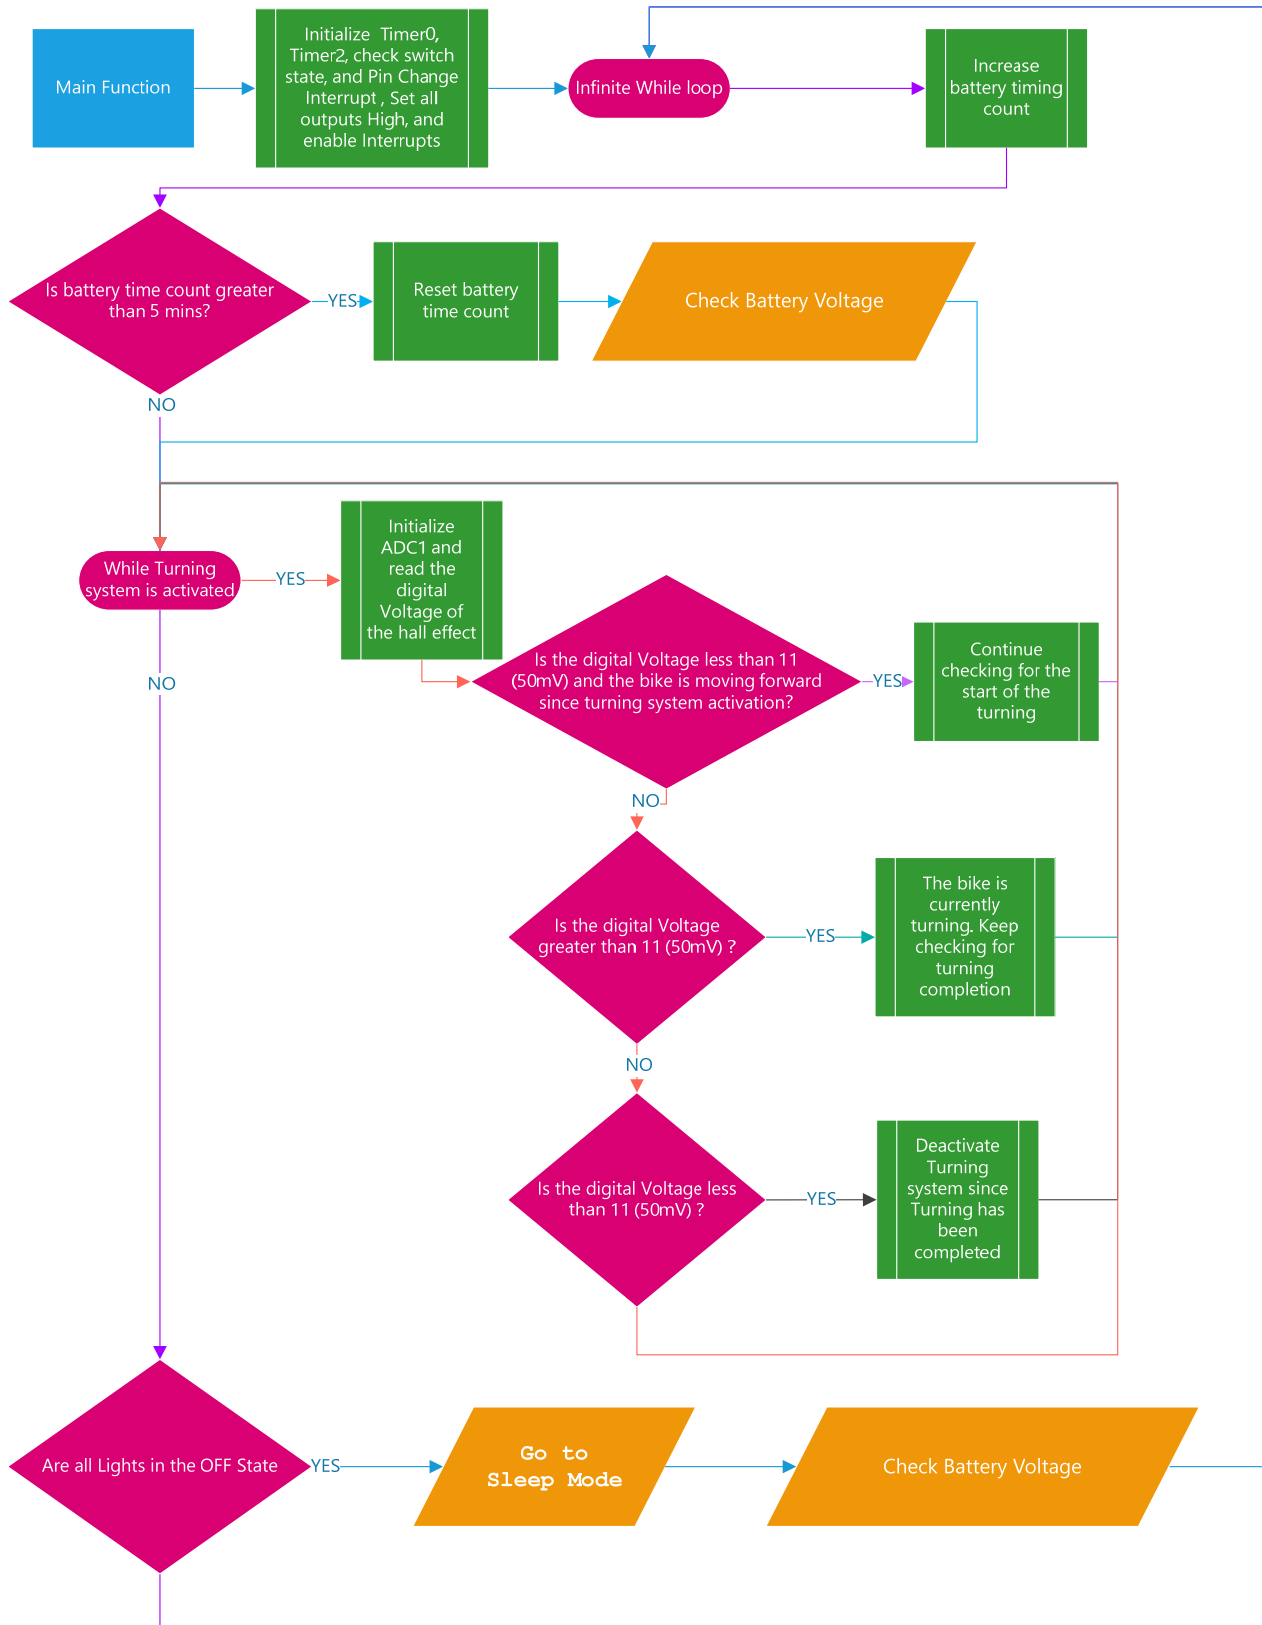 Main Function
Initialize  Timer0,
Timer2, check switch
state, and Pin Change
Interrupt , Set all
outputs High, and
enable Interrupts
Infinite While loop
Increase
battery timing
count
Is battery time count greater
than 5 mins?
YES
Reset battery
time count
Check Battery Voltage
NO
While Turning
system is activated
YES
Initialize
ADC1 and
read the
digital
Voltage of
the hall effect
Is the digital Voltage less than 11
(50mV) and the bike is moving forward
since turning system activation?
YES
Continue
checking for the
start of the
turning
NO
NO
Is the digital Voltage
greater than 11 (50mV) ?
YES
The bike is
currently
turning. Keep
checking for
turning
completion
NO
Is the digital Voltage less
than 11 (50mV) ?
YES
Deactivate
Turning
system since
Turning has
been
completed
Are all Lights in the OFF State
YES
Go to
Sleep Mode
Check Battery Voltage